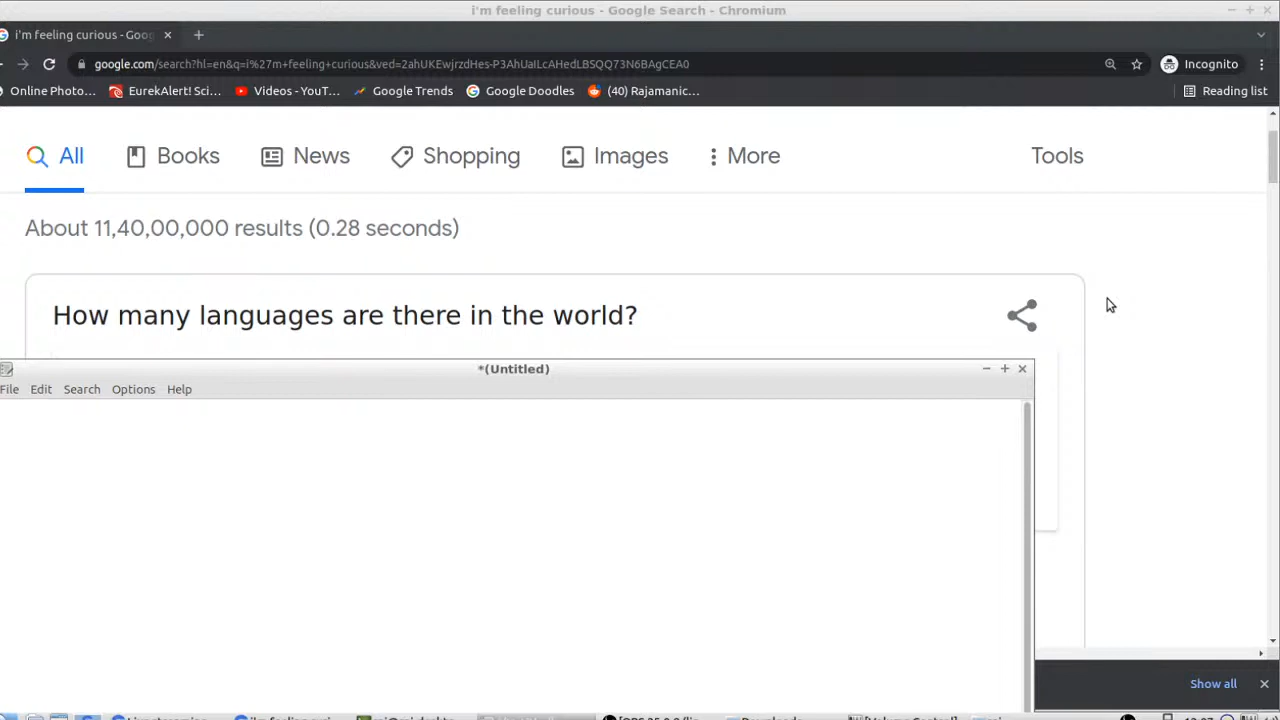 i'm feeling curious - Google Search - Chromium
i'm feeling curious - Goog
google.com/search?hl=en&q=i%27m+feeling+curious&ved=2ahUKEwjrzdHes-P3AhUaILcAHedLBSQQ73N6BAgCEA0
Incognito
Online Photo... EurekAlert! Sci... Videos - YouT... Google Trends Google Doodles (40) Rajamanic... Reading list
All Books News Shopping Images More Tools
About 11,40,00,000 results (0.28 seconds)
How many languages are there in the world?
*(Untitled)
File Edit Search Options Help
Show all